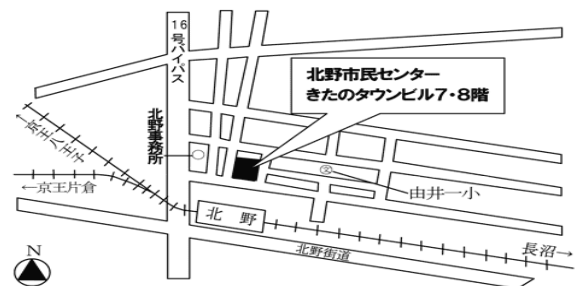 16号バイパス
北野市民センター
きたのタウンビル7・8階
北野事務所
←京王八王子
←京王片倉
由井一小
北野
長沼→
北野街道
N